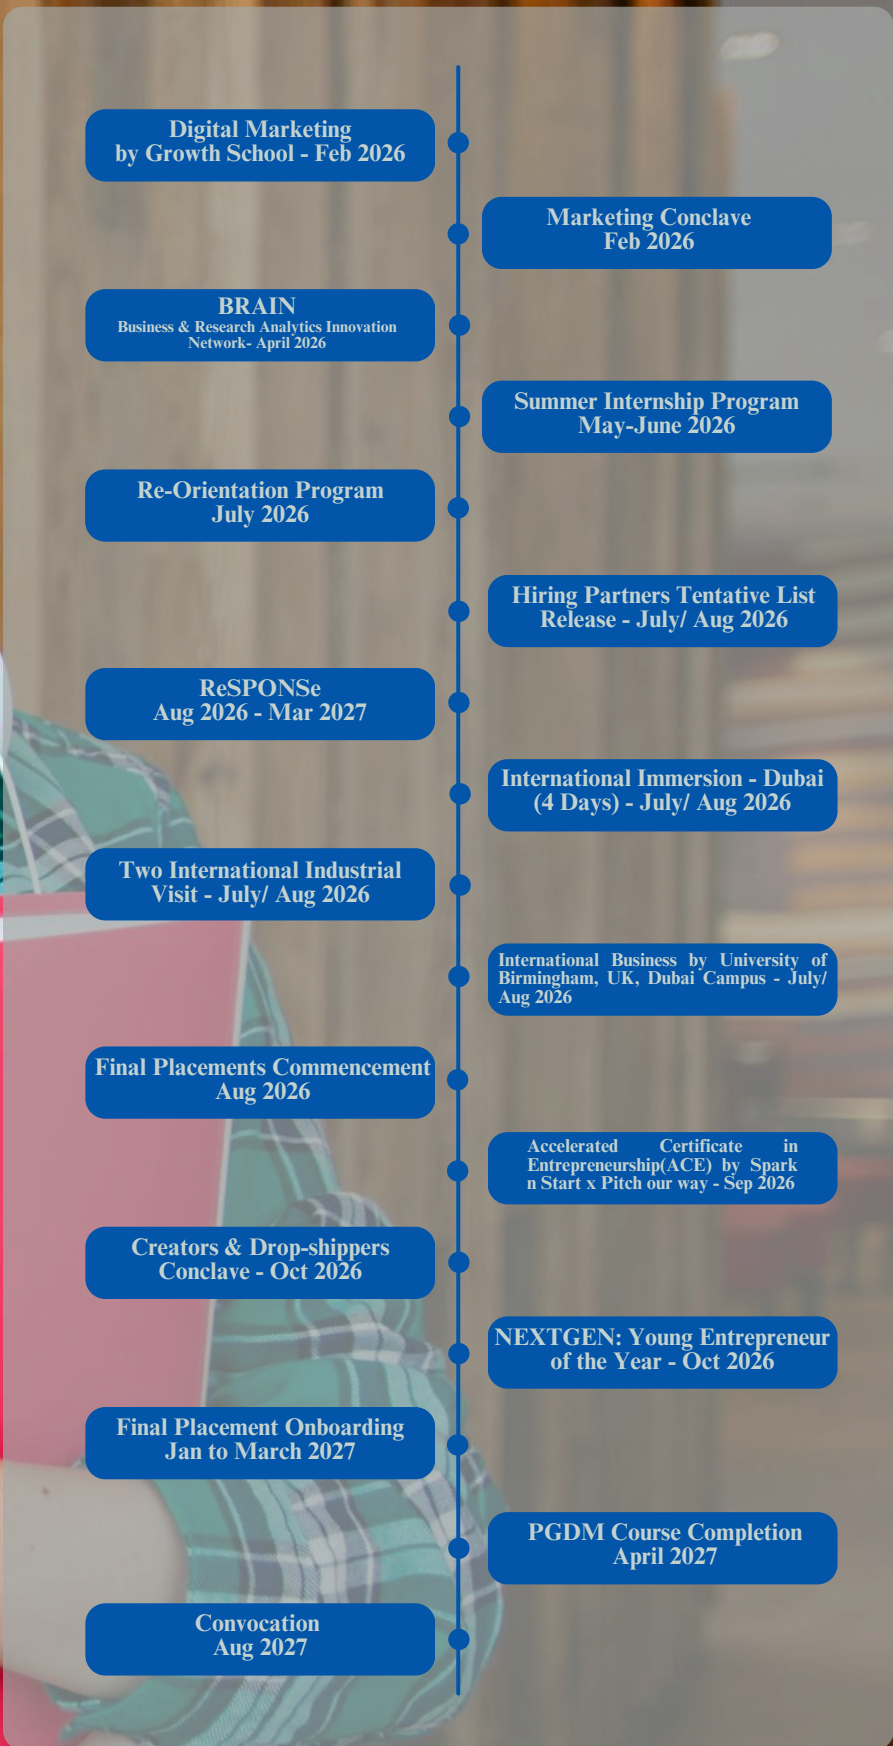 Digital Marketing
by Growth School - Feb 2026
Marketing Conclave
Feb 2026
BRAIN
Business & Research Analytics Innovation
Network- April 2026
Summer Internship Program
May-June 2026
Re-Orientation Program
July 2026
Hiring Partners Tentative List
Release - July/ Aug 2026
ReSPONSe
Aug 2026 - Mar 2027
International Immersion - Dubai
(4 Days) - July/ Aug 2026
Two International Industrial
Visit - July/ Aug 2026
International Business by University of
Birmingham, UK, Dubai Campus - July/
Aug 2026
Final Placements Commencement
Aug 2026
Accelerated Certificate in
Entrepreneurship(ACE) by Spark
n Start x Pitch our way - Sep 2026
Creators & Drop-shippers
Conclave - Oct 2026
NEXTGEN: Young Entrepreneur
of the Year - Oct 2026
Final Placement Onboarding
Jan to March 2027
PGDM Course Completion
April 2027
Convocation
Aug 2027